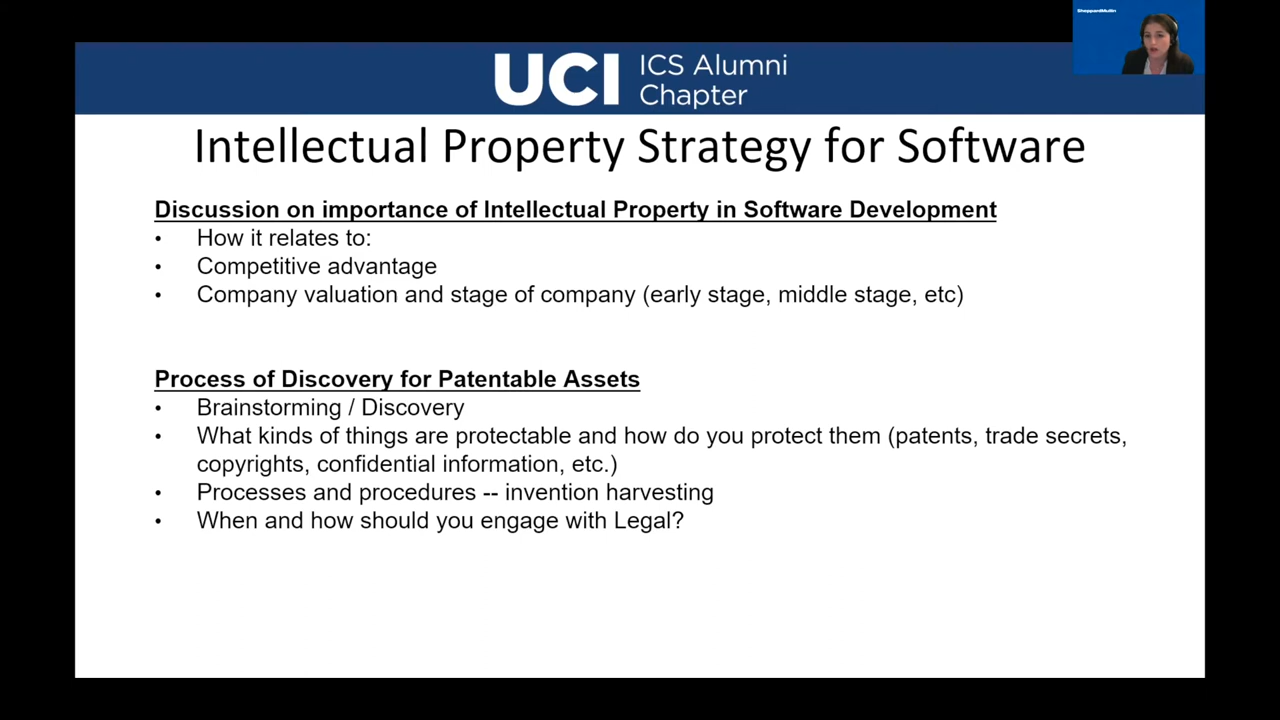 SheppardMullin
UCI ICS Alumni
Chapter
Intellectual Property Strategy for Software
Discussion on importance of Intellectual Property in Software Development
• How it relates to:
• Competitive advantage
• Company valuation and stage of company (early stage, middle stage, etc)
Process of Discovery for Patentable Assets
• Brainstorming / Discovery
• What kinds of things are protectable and how do you protect them (patents, trade secrets,
copyrights, confidential information, etc.)
• Processes and procedures -- invention harvesting
• When and how should you engage with Legal?